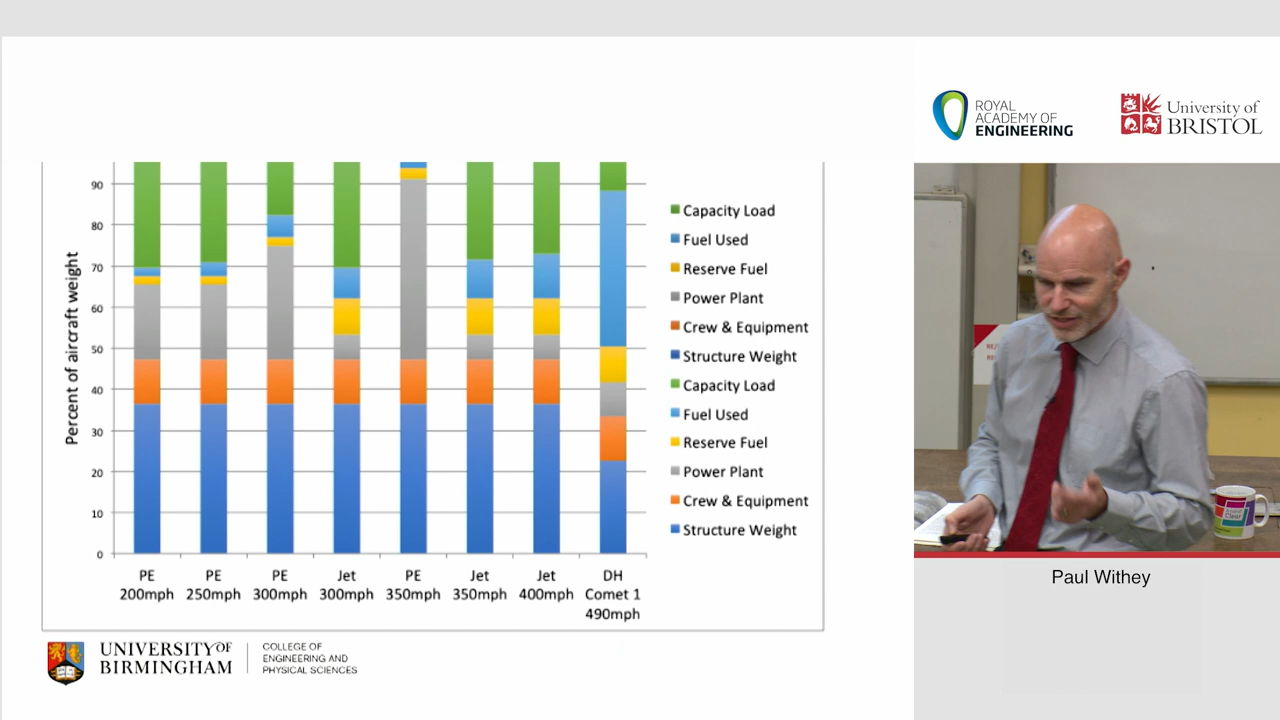 ROYAL
ACADEMY OF
ENGINEERING
University of
BRISTOL
Percent of aircraft weight
90
80
70
60
50
40
30
20
10
0
PE
200mph
PE
250mph
PE
300mph
Jet
300mph
PE
350mph
Jet
350mph
Jet
400mph
DH
Comet 1
490mph
Capacity Load
Fuel Used
Reserve Fuel
Power Plant
Crew & Equipment
Structure Weight
Capacity Load
Fuel Used
Reserve Fuel
Power Plant
Crew & Equipment
Structure Weight
Paul Withey
UNIVERSITY OF
BIRMINGHAM
COLLEGE OF
ENGINEERING AND
PHYSICAL SCIENCES